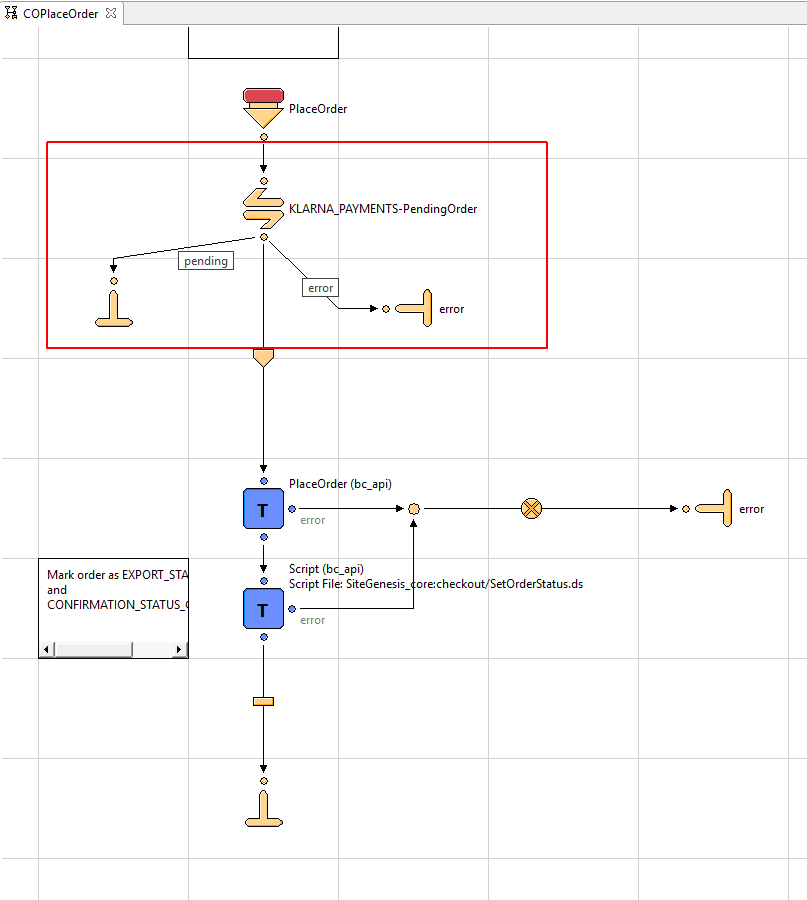 COPlaceOrder
PlaceOrder
KLARNA_PAYMENTS-PendingOrder
pending
error
error
PlaceOrder (bc_api)
T
error
error
Script (bc_api)
Script File: SiteGenesis_core:checkout/SetOrderStatus.ds
T
error
Mark order as EXPORT_STA
and
CONFIRMATION_STATUS_